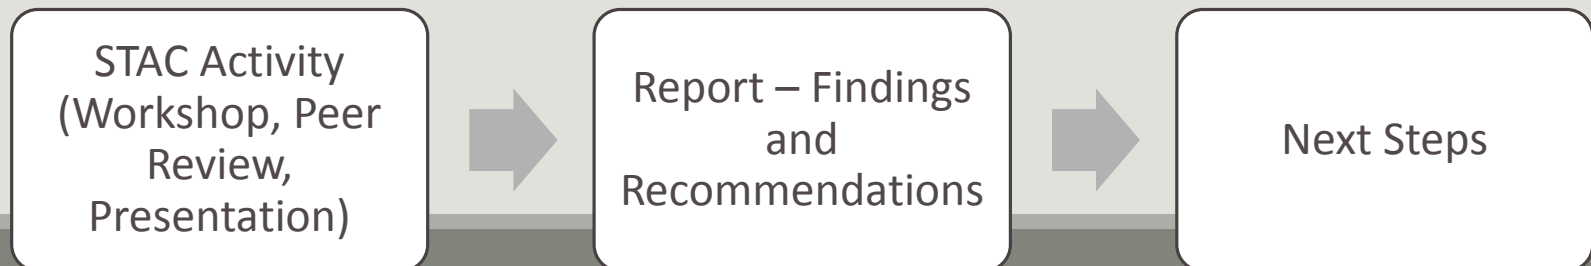 STAC Activity
(Workshop, Peer
Review,
Presentation)
Report – Findings
and
Recommendations
Next Steps